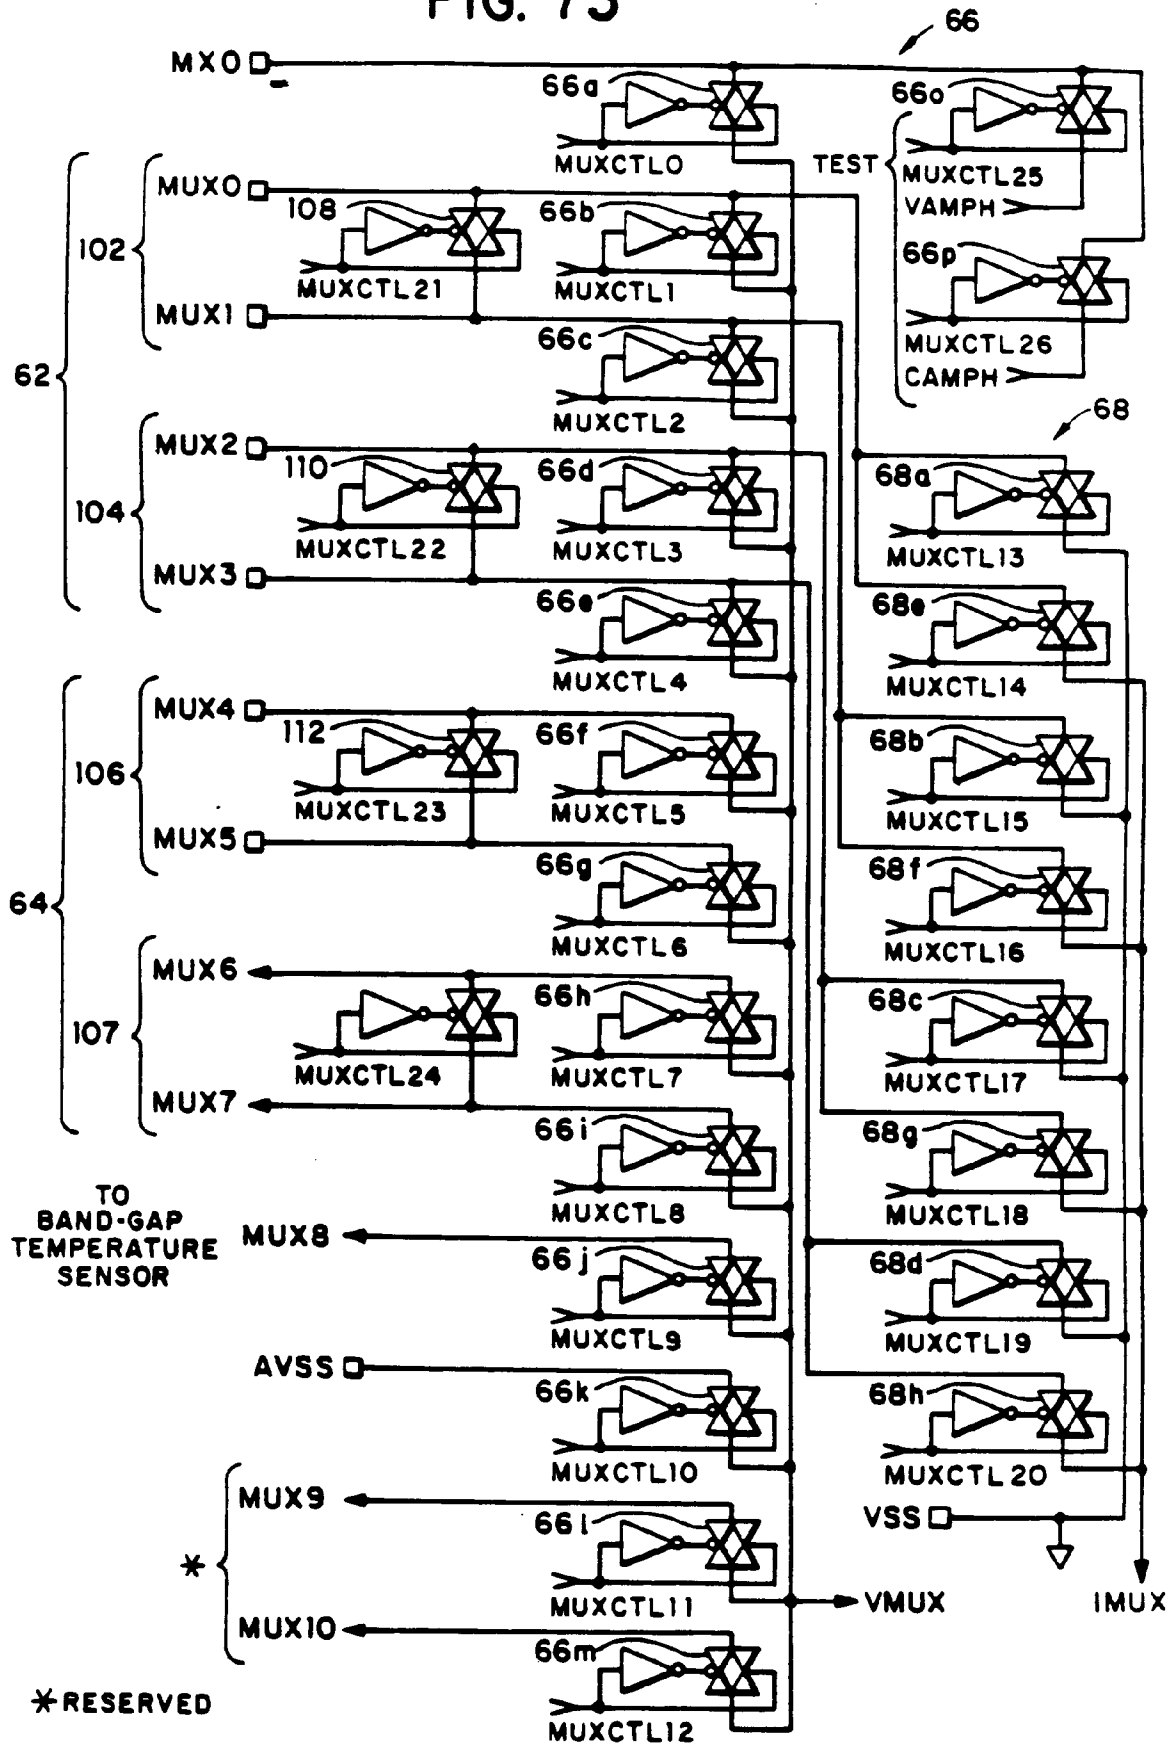 FIG. 73
66
MX0
66a
MUXCTL0
66o
TEST
MUXCTL25
VAMPH
66p
MUXCTL26
CAMPH
62
102
MUX0
108
MUXCTL21
66b
MUXCTL1
MUX1
66c
MUXCTL2
104
MUX2
110
MUXCTL22
66d
MUXCTL3
MUX3
66e
MUXCTL4
68
68a
MUXCTL13
68e
MUXCTL14
64
106
MUX4
112
MUXCTL23
66f
MUXCTL5
68b
MUXCTL15
MUX5
66g
MUXCTL6
68f
MUXCTL16
107
MUX6
MUXCTL24
66h
MUXCTL7
68c
MUXCTL17
MUX7
66i
MUXCTL8
68g
MUXCTL18
TO
BAND-GAP
TEMPERATURE
SENSOR
MUX8
66j
MUXCTL9
68d
MUXCTL19
AVSS
66k
MUXCTL10
68h
MUXCTL20
*
MUX9
66l
MUXCTL11
VSS
VMUX
IMUX
MUX10
66m
MUXCTL12
*RESERVED